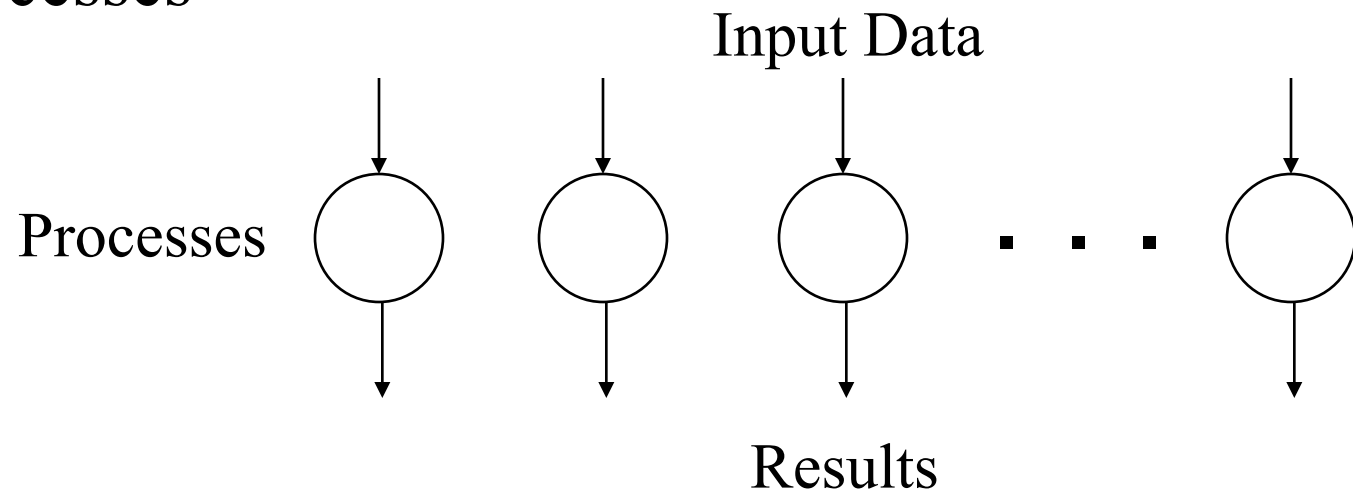 Input Data
Processes
. . .
Results